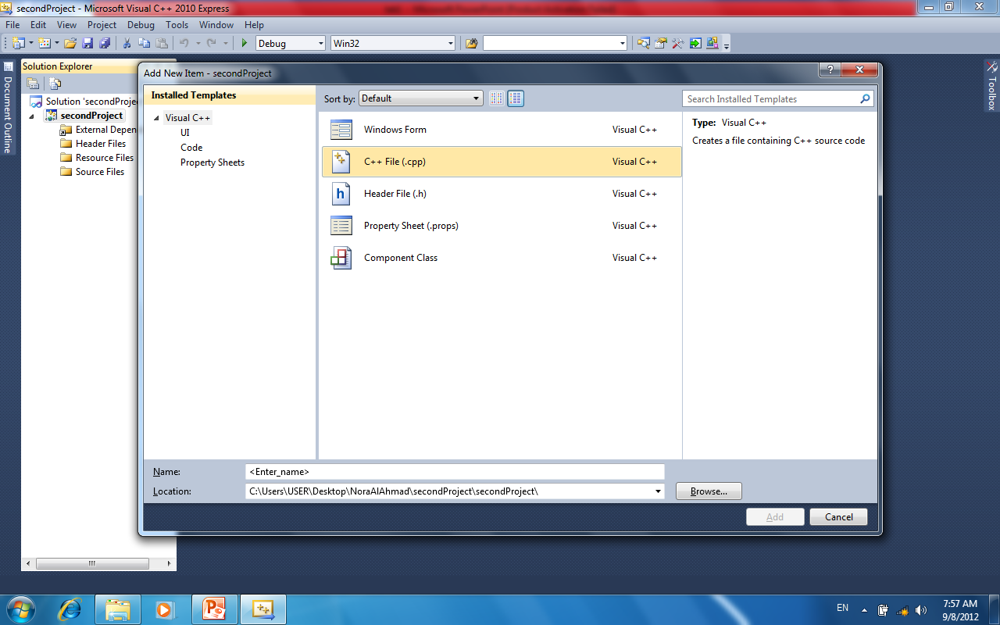 secondProject - Microsoft Visual C++ 2010 Express
File Edit View Project Debug Tools Window Help
Debug Win32
Document Outline
Solution Explorer
Solution 'secondProje
secondProject
External Depen
Header Files
Resource Files
Source Files
Add New Item - secondProject
Installed Templates
Visual C++
UI
Code
Property Sheets
Sort by: Default
Search Installed Templates
Windows Form Visual C++
C++ File (.cpp) Visual C++
Header File (.h) Visual C++
Property Sheet (.props) Visual C++
Component Class Visual C++
Type: Visual C++
Creates a file containing C++ source code
Name: <Enter_name>
Location: C:\Users\USER\Desktop\NoraAlAhmad\secondProject\secondProject\
Browse...
Add Cancel
Toolbox
EN
7:57 AM
9/8/2012